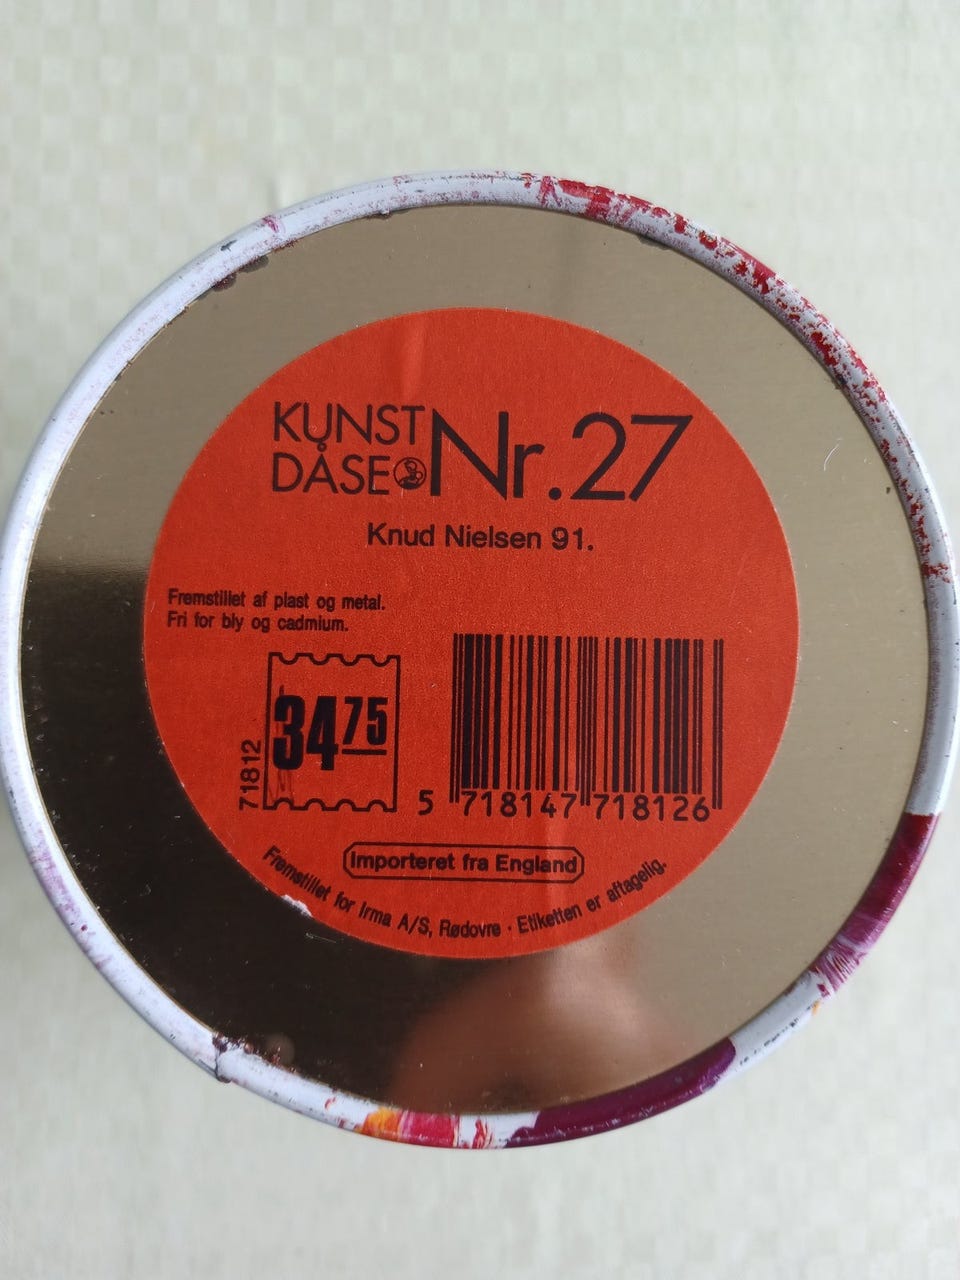 KUNST
DÅSE Nr.27
Knud Nielsen 91.
Fremstillet af plast og metal.
Fri for bly og cadmium.
34 75
71812
5 718147 718126
Importeret fra England
Fremstillet for Irma A/S, Rødovre · Etiketten er aftagelig.